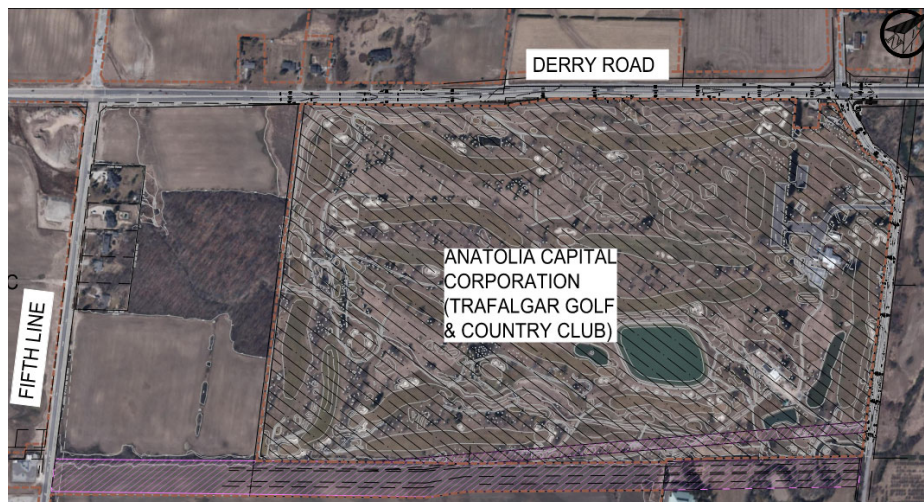 DERRY ROAD
ANATOLIA CAPITAL
CORPORATION
(TRAFALGAR GOLF
& COUNTRY CLUB)
FIFTH LINE